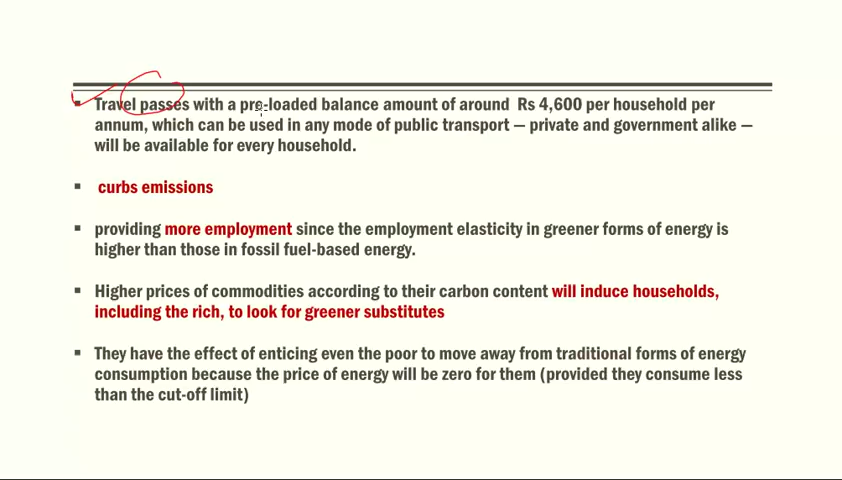 ▪ Travel passes with a pre-loaded balance amount of around Rs 4,600 per household per
annum, which can be used in any mode of public transport — private and government alike —
will be available for every household.
▪ curbs emissions
▪ providing more employment since the employment elasticity in greener forms of energy is
higher than those in fossil fuel-based energy.
▪ Higher prices of commodities according to their carbon content will induce households,
including the rich, to look for greener substitutes
▪ They have the effect of enticing even the poor to move away from traditional forms of energy
consumption because the price of energy will be zero for them (provided they consume less
than the cut-off limit)